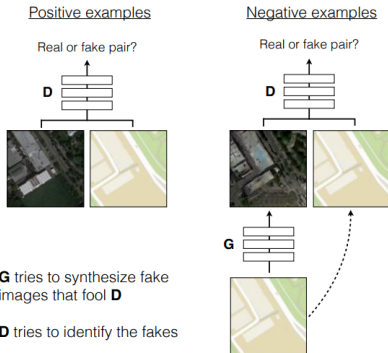 Positive examples
Negative examples
Real or fake pair?
Real or fake pair?
D
D
G
G tries to synthesize fake
images that fool D
D tries to identify the fakes